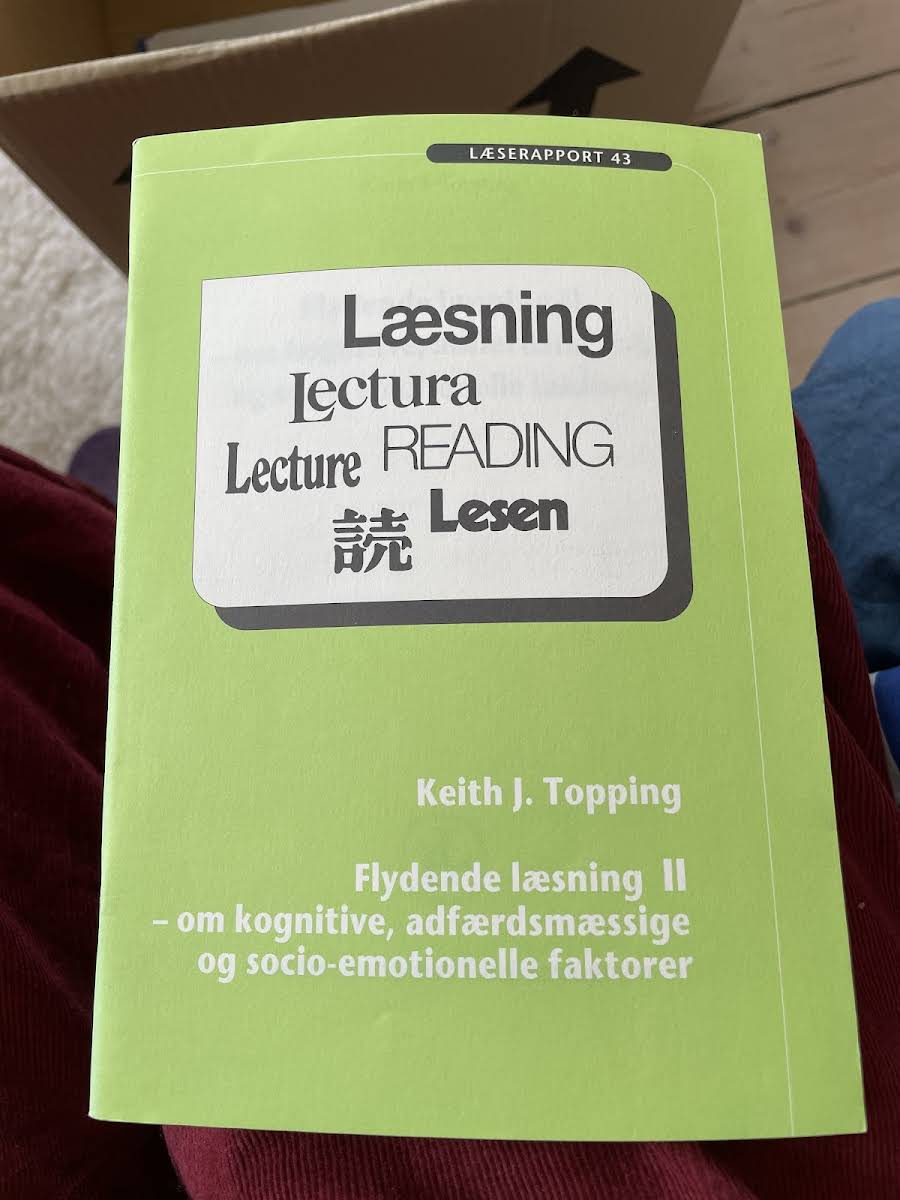 LÆSERAPPORT 43
Læsning
Lectura
Lecture READING
読 Lesen
Keith J. Topping
Flydende læsning II
– om kognitive, adfærdsmæssige
og socio-emotionelle faktorer